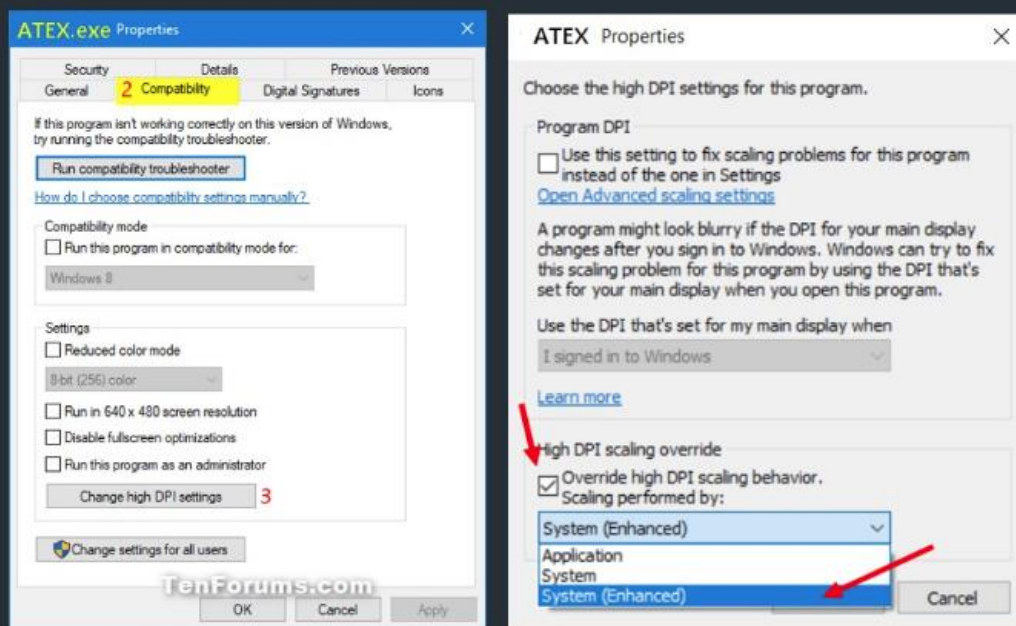 ATEX.exe Properties
Security Details Previous Versions
General 2 Compatibility Digital Signatures Icons
If this program isn't working correctly on this version of Windows,
try running the compatibility troubleshooter.
Run compatibility troubleshooter
How do I choose compatibility settings manually?
Compatibility mode
Run this program in compatibility mode for:
Windows 8
Settings
Reduced color mode
8-bit (256) color
Run in 640 x 480 screen resolution
Disable fullscreen optimizations
Run this program as an administrator
Change high DPI settings 3
Change settings for all users
TenForums.com
OK Cancel Apply
ATEX Properties
Choose the high DPI settings for this program.
Program DPI
Use this setting to fix scaling problems for this program
instead of the one in Settings
Open Advanced scaling settings
A program might look blurry if the DPI for your main display
changes after you sign in to Windows. Windows can try to fix
this scaling problem for this program by using the DPI that's
set for your main display when you open this program.
Use the DPI that's set for my main display when
I signed in to Windows
Learn more
High DPI scaling override
Override high DPI scaling behavior.
Scaling performed by:
System (Enhanced)
Application
System
System (Enhanced)
Cancel